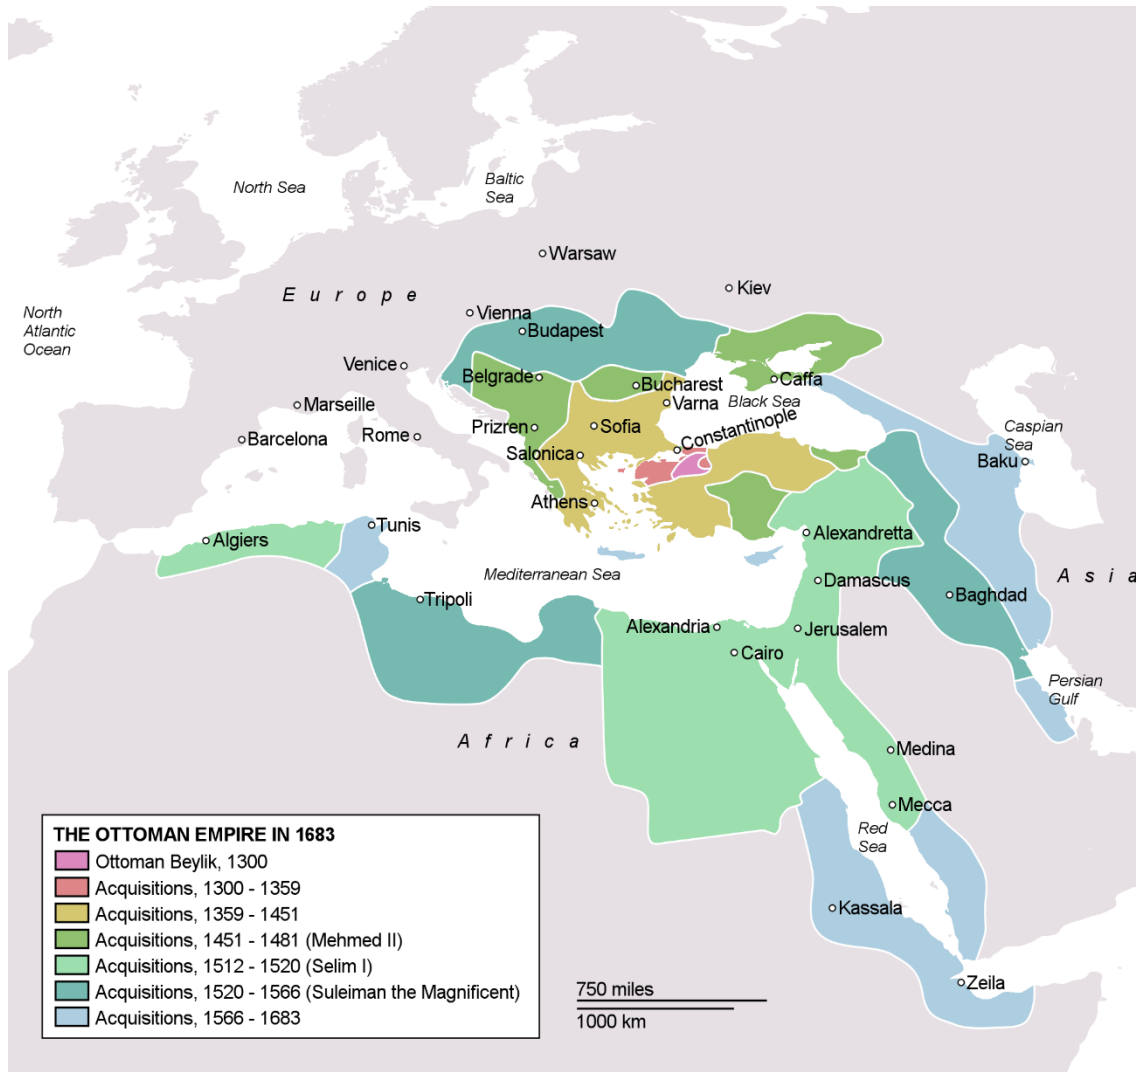 North Sea
Baltic
Sea
Warsaw
Europe
Kiev
North
Atlantic
Ocean
Vienna
Budapest
Venice
Belgrade
Bucharest
Caffa
Black Sea
Varna
Marseille
Prizren
Sofia
Constantinople
Caspian
Sea
Barcelona
Rome
Salonica
Baku
Athens
Tunis
Algiers
Alexandretta
Mediterranean Sea
Damascus
Asia
Tripoli
Baghdad
Alexandria
Jerusalem
Cairo
Persian
Gulf
Africa
Medina
Mecca
Red
Sea
Kassala
Zeila
THE OTTOMAN EMPIRE IN 1683
Ottoman Beylik, 1300
Acquisitions, 1300 - 1359
Acquisitions, 1359 - 1451
Acquisitions, 1451 - 1481 (Mehmed II)
Acquisitions, 1512 - 1520 (Selim I)
Acquisitions, 1520 - 1566 (Suleiman the Magnificent)
Acquisitions, 1566 - 1683
750 miles
1000 km